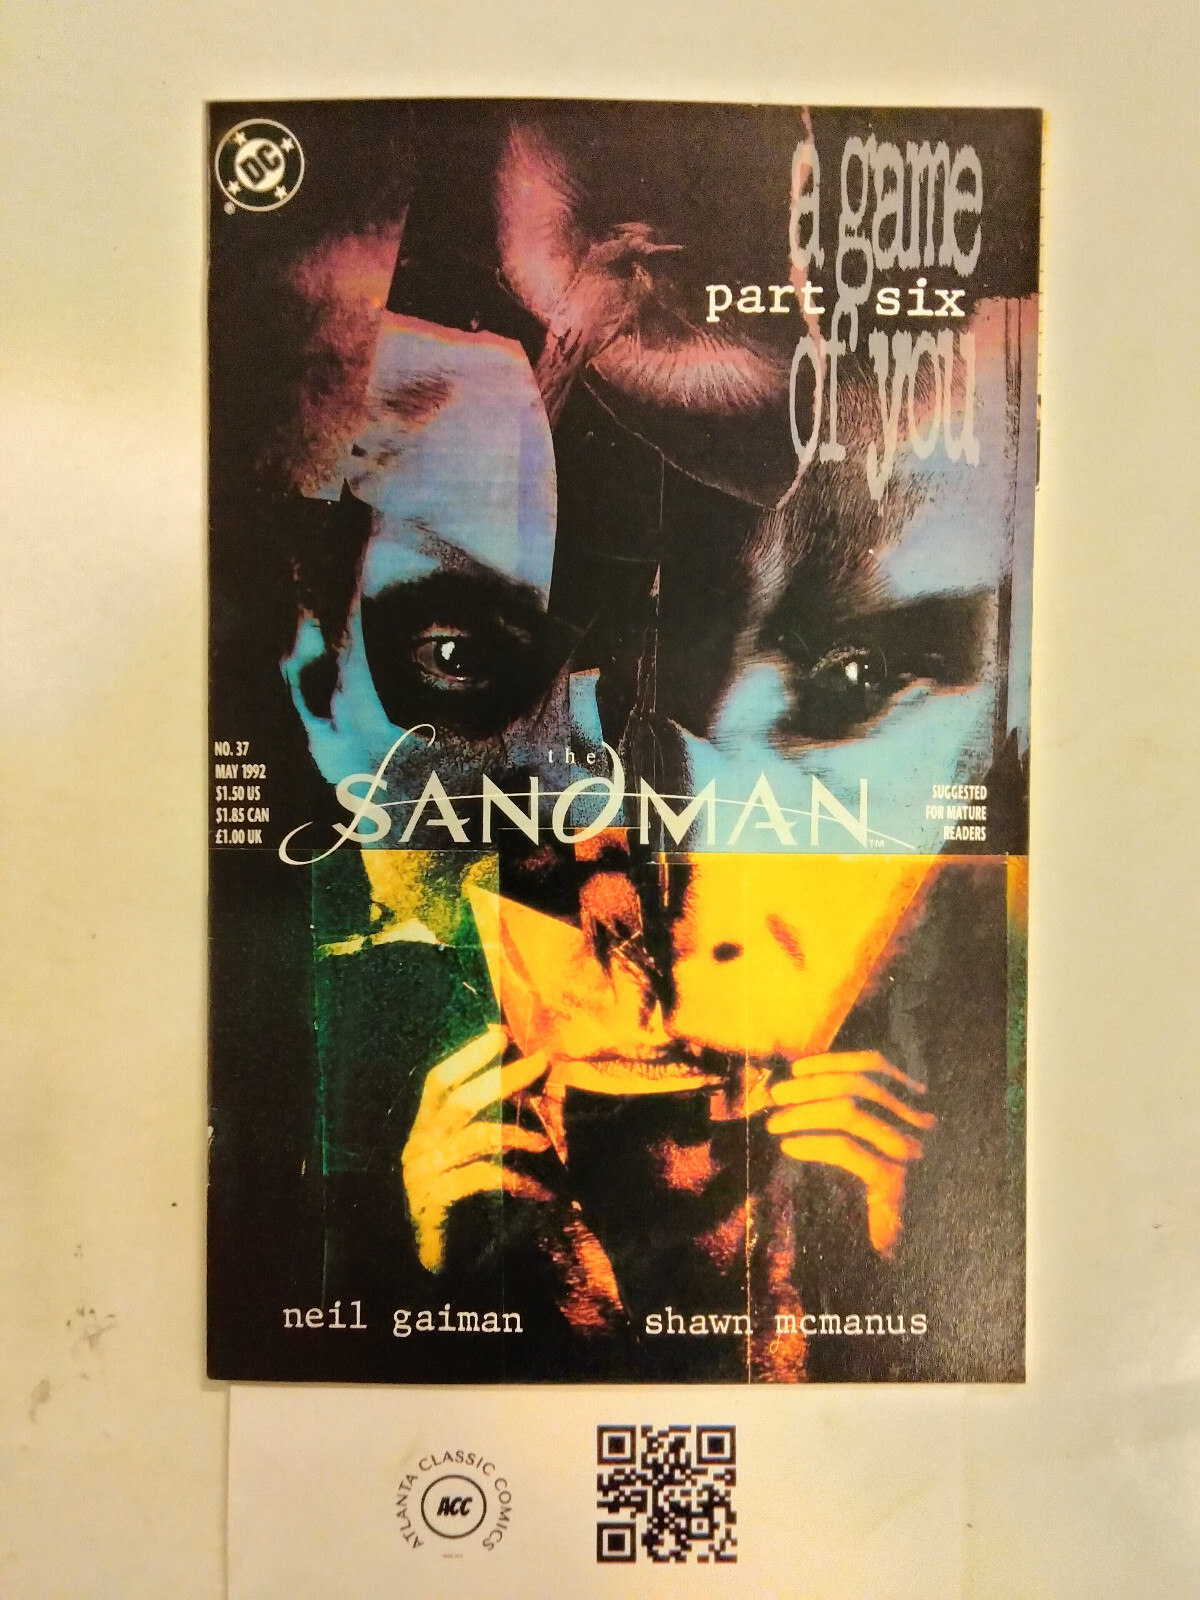 DC
®
a game
part six
of you
NO. 37
MAY 1992
$1.50 US
$1.85 CAN
£1.00 UK
the
SANDMAN™
SUGGESTED
FOR MATURE
READERS
neil gaiman
shawn mcmanus
ATLANTA CLASSIC COMICS
ACC